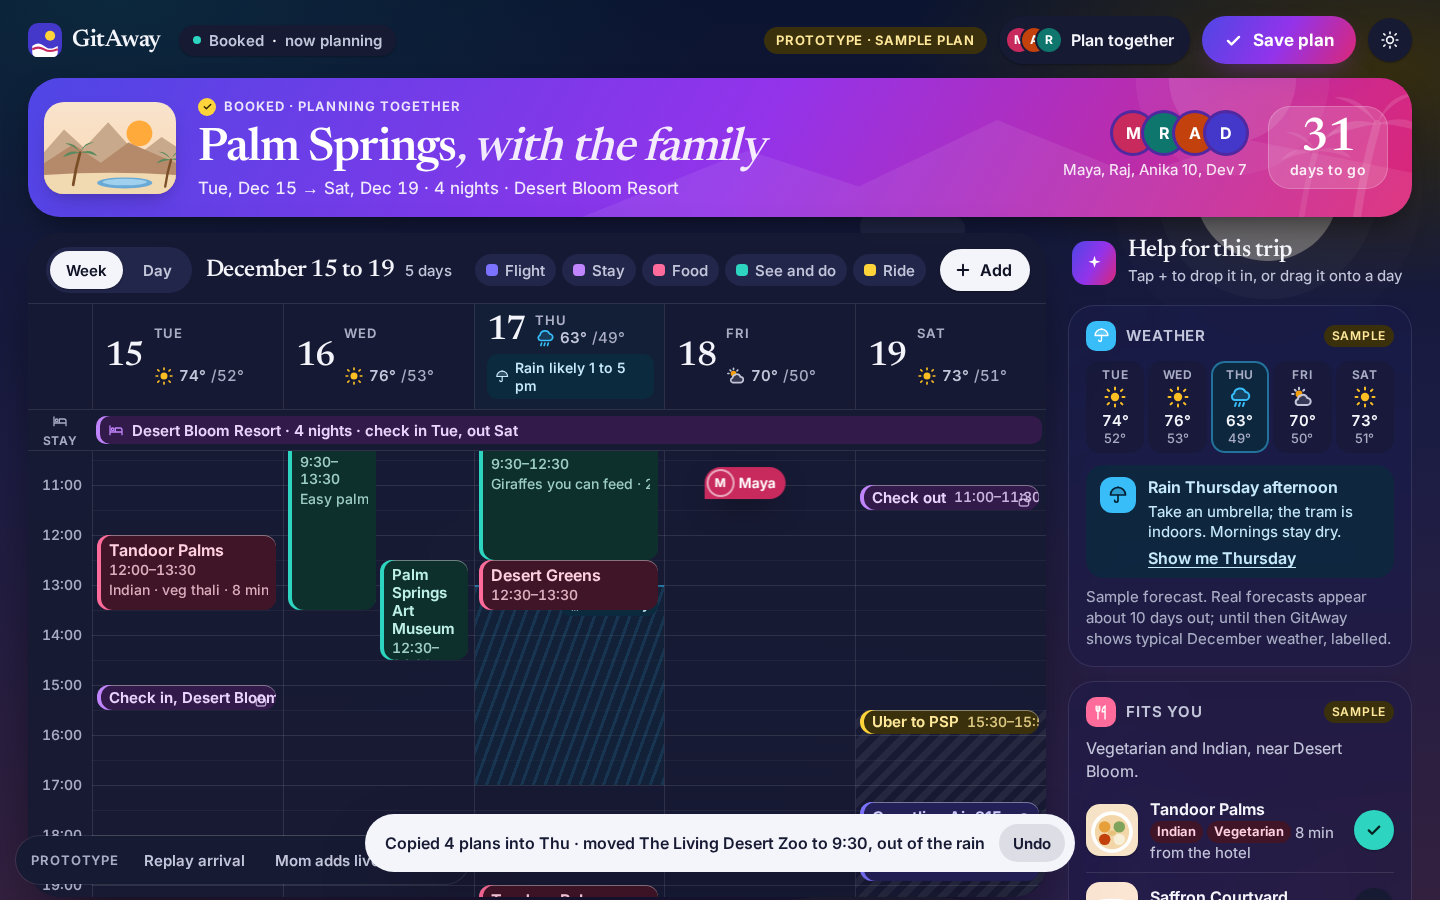 GitAway
Booked · now planning
PROTOTYPE · SAMPLE PLAN
M A R Plan together
Save plan
BOOKED · PLANNING TOGETHER
Palm Springs, with the family
Tue, Dec 15 → Sat, Dec 19 · 4 nights · Desert Bloom Resort
M R A D
Maya, Raj, Anika 10, Dev 7
31
days to go
Week Day
December 15 to 19 5 days
Flight Stay Food See and do Ride
+ Add
15 TUE 74° /52°
16 WED 76° /53°
17 THU 63° /49°
Rain likely 1 to 5
pm
18 FRI 70° /50°
19 SAT 73° /51°
STAY
Desert Bloom Resort · 4 nights · check in Tue, out Sat
11:00
12:00
13:00
14:00
15:00
16:00
17:00
18:00
19:00
Tandoor Palms
12:00–13:30
Indian · veg thali · 8 min
Check in, Desert Bloom
9:30–
13:30
Easy palm
Palm
Springs
Art
Museum
12:30–
9:30–12:30
Giraffes you can feed ·
Desert Greens
12:30–13:30
M Maya
Check out 11:00–11:30
Uber to PSP 15:30–15:
PROTOTYPE Replay arrival Mom adds
Copied 4 plans into Thu · moved The Living Desert Zoo to 9:30, out of the rain
Undo
Help for this trip
Tap + to drop it in, or drag it onto a day
WEATHER
SAMPLE
TUE WED THU FRI SAT
74° 76° 63° 70° 73°
52° 53° 49° 50° 51°
Rain Thursday afternoon
Take an umbrella; the tram is
indoors. Mornings stay dry.
Show me Thursday
Sample forecast. Real forecasts appear
about 10 days out; until then GitAway
shows typical December weather, labelled.
FITS YOU
SAMPLE
Vegetarian and Indian, near Desert
Bloom.
Tandoor Palms
Indian Vegetarian 8 min
from the hotel
Saffron Courtyard